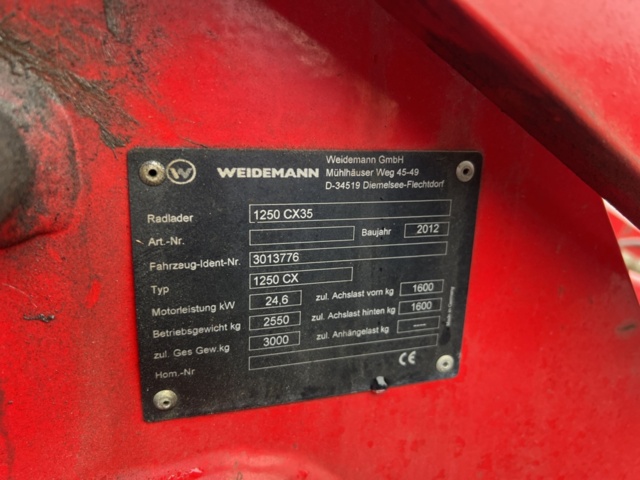 Weidemann GmbH
W WEIDEMANN Mühlhäuser Weg 45-49
D-34519 Diemelsee-Flechtdorf
Radlader 1250 CX35
Art.-Nr. Baujahr 2012
Fahrzeug-Ident-Nr. 3013776
Typ 1250 CX
Motorleistung kW 24,6 zul. Achslast vorn kg 1600
Betriebsgewicht kg 2550 zul. Achslast hinten kg 1600
zul. Ges Gew.kg 3000 zul. Anhängelast kg —
Hom.-Nr CE